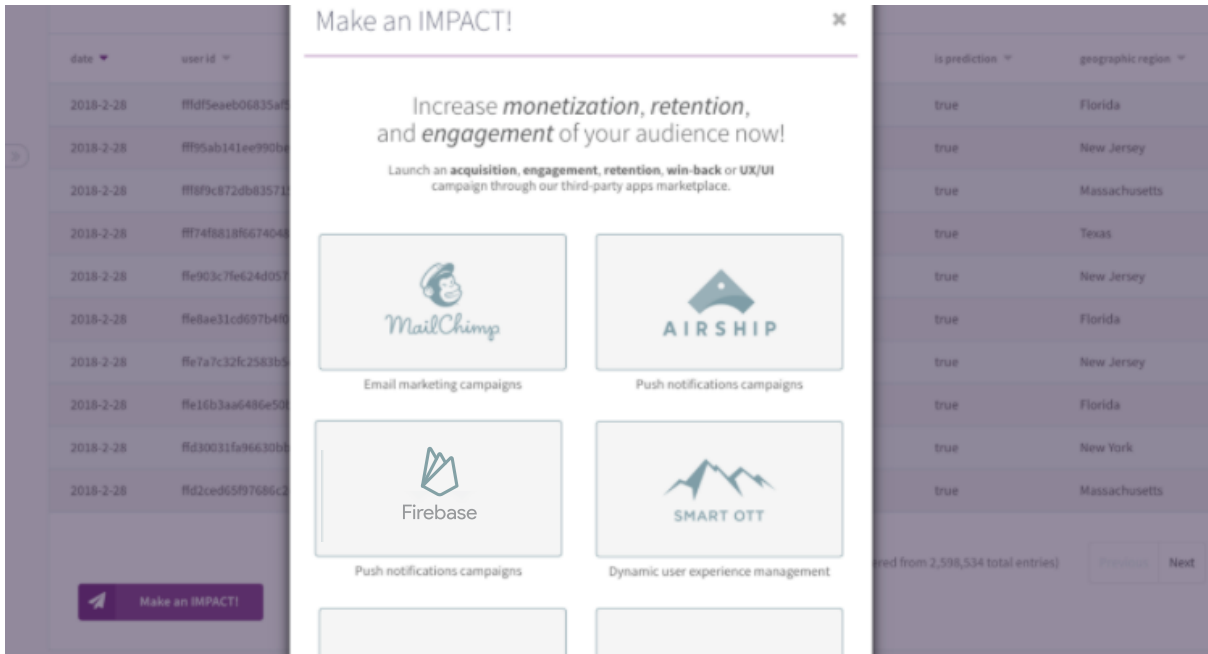 Make an IMPACT!
Increase monetization, retention,
and engagement of your audience now!
Launch an acquisition, engagement, retention, win-back or UX/UI
campaign through our third-party apps marketplace.
MailChimp
AIRSHIP
Email marketing campaigns
Push notifications campaigns
Firebase
SMART OTT
Push notifications campaigns
Dynamic user experience management
date user id is prediction geographic region
2018-2-28 true Florida
2018-2-28 true New Jersey
2018-2-28 true Massachusetts
2018-2-28 true Texas
2018-2-28 true New Jersey
2018-2-28 true Florida
2018-2-28 true New Jersey
2018-2-28 true Florida
2018-2-28 true New York
2018-2-28 true Massachusetts
from 2,598,534 total entries)
Previous Next
Make an IMPACT!